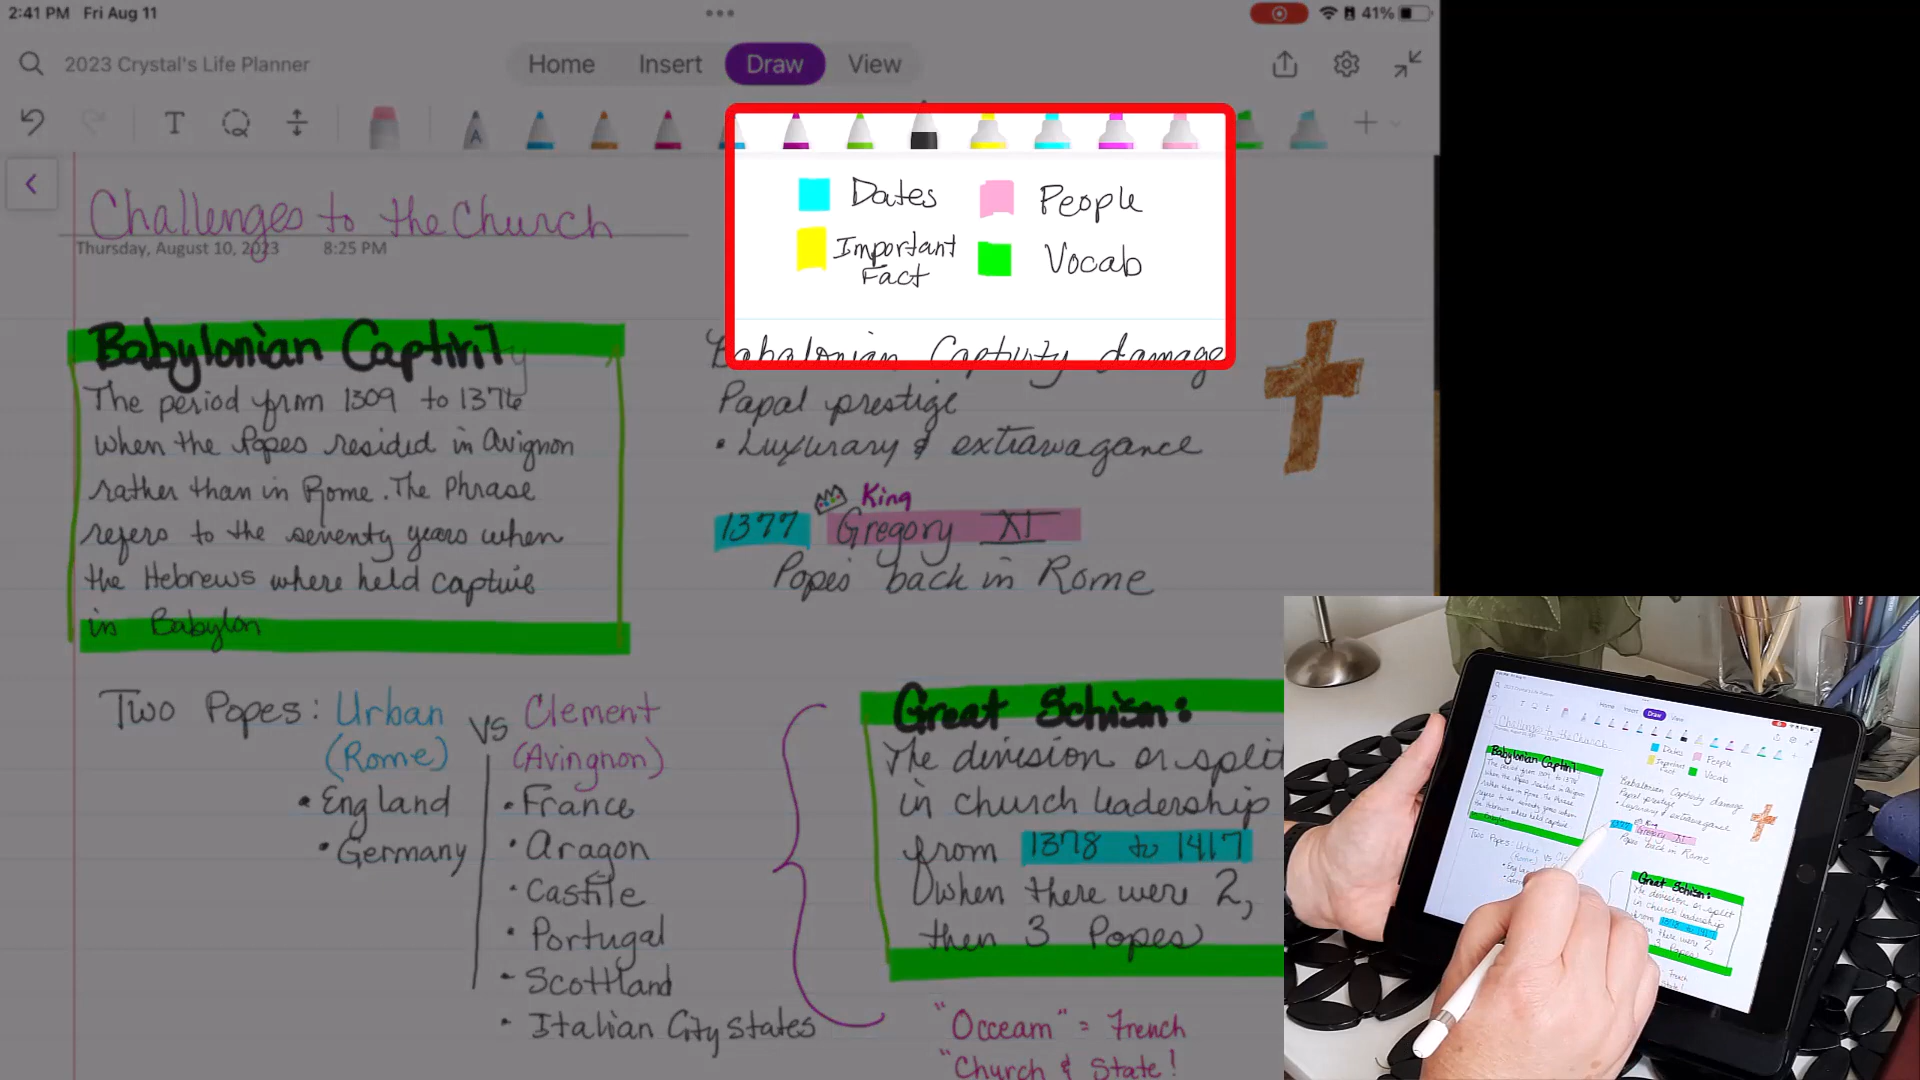 2:41 PM Fri Aug 11
41%
2023 Crystal's Life Planner
Home Insert Draw View
T
A
Challenges to the Church
Thursday, August 10, 2023 8:25 PM
Dates
People
Important Fact
Vocab
Babylonian Captivity
The period frm 1309 to 1376
when the Popes resided in Avignon
rather than in Rome. The Phrase
refers to the seventy years when
the Hebrews where held captive
in Babylon
Babalonian Captivity damage
Papal prestige
• Luxurary & extravagance
King
1377 Gregory XI
Popes back in Rome
Two Popes: Urban vs Clement
(Rome) (Avingnon)
• England
• Germany
• France
• Aragon
• Castile
• Portugal
• Scottland
• Italian City states
Great Schism:
The division or split
in church leadership
from 1378 to 1417
when there were 2,
then 3 Popes
"Occeam" = French
"Church & State!